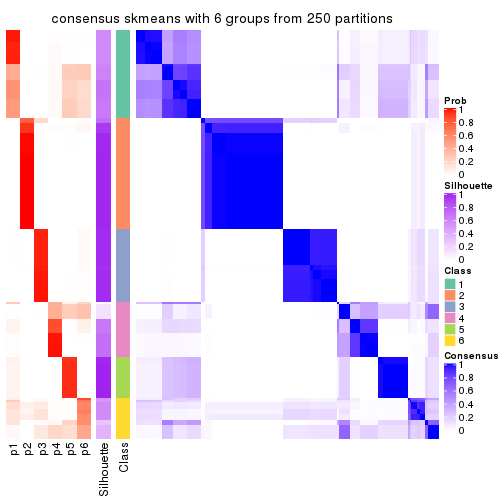 consensus skmeans with 6 groups from 250 partitions
Prob
1
0.8
0.6
0.4
0.2
0
Silhouette
1
0.8
0.6
0.4
0.2
0
Class
1
2
3
4
5
6
Consensus
1
0.8
0.6
0.4
0.2
0
p1
p2
p3
p4
p5
p6
Silhouette
Class